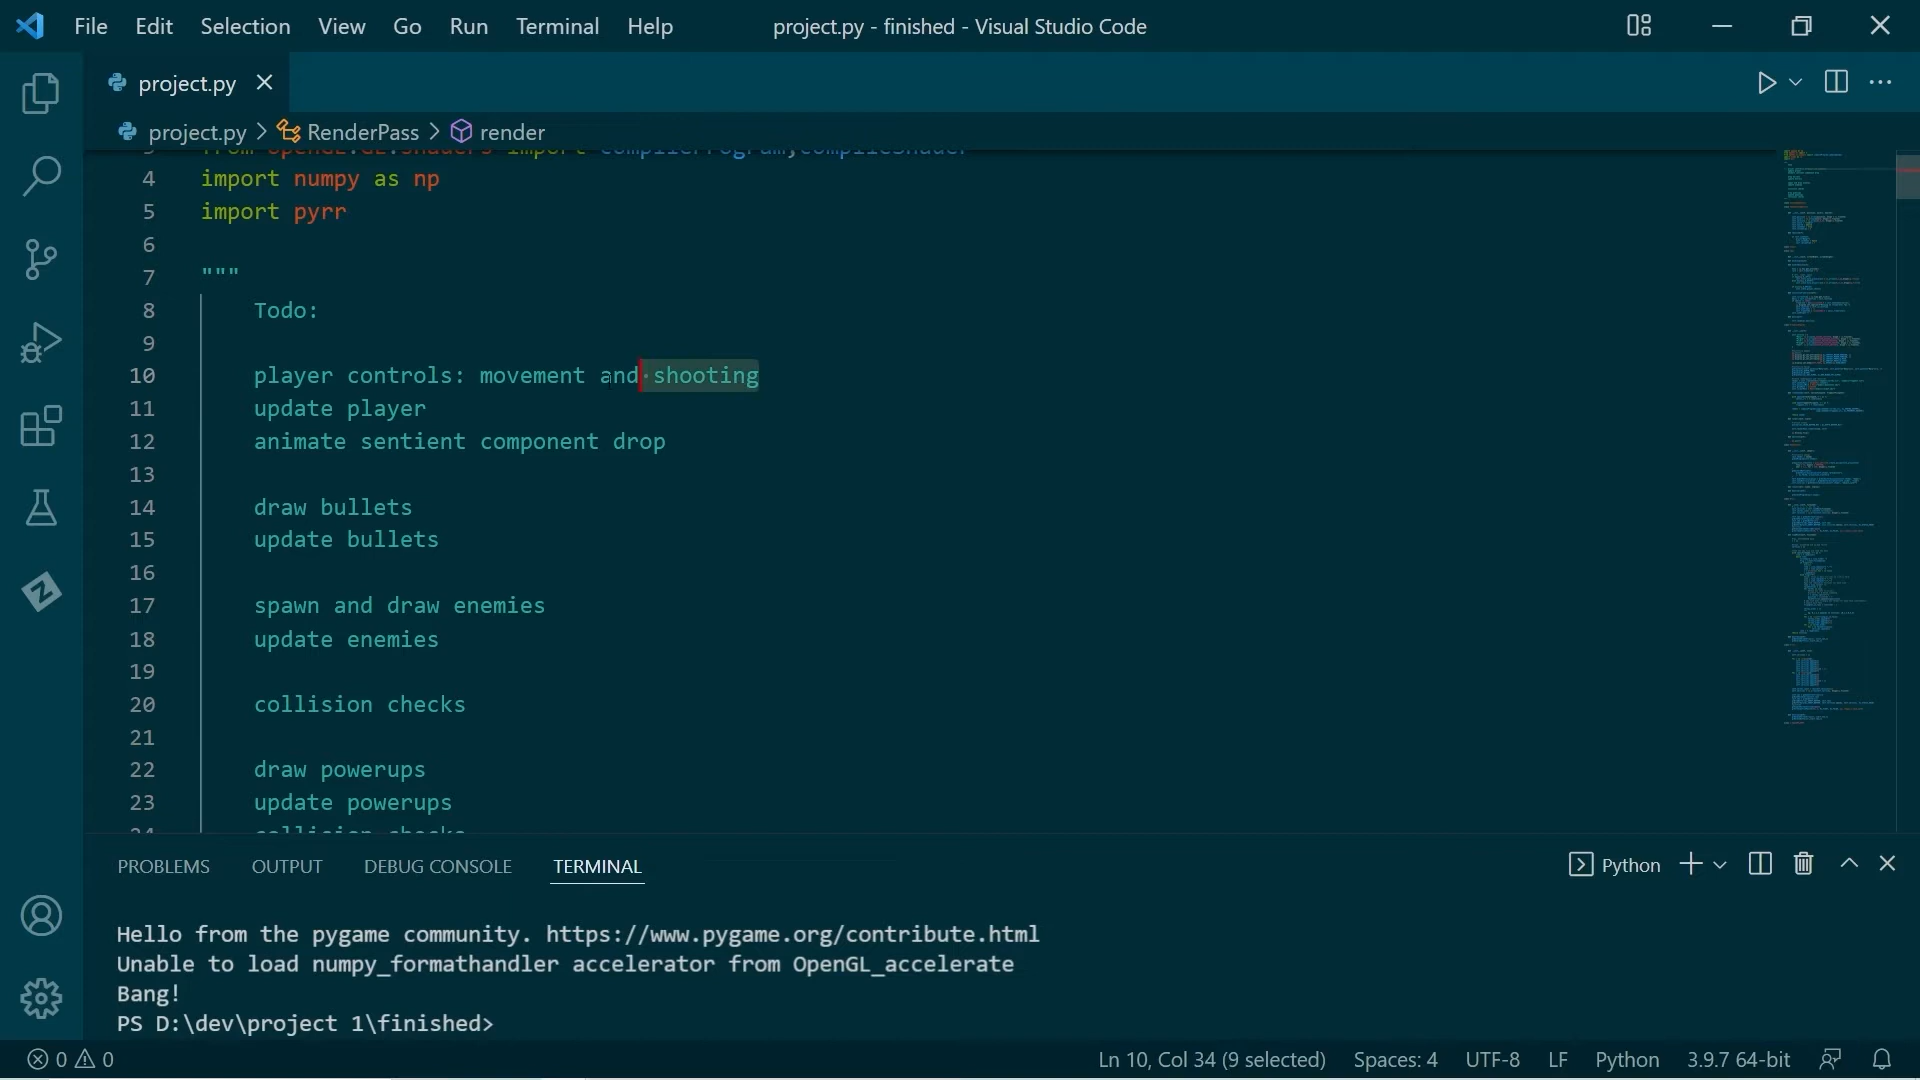 File Edit Selection View Go Run Terminal Help project.py - finished - Visual Studio Code
project.py
project.py > RenderPass > render
4 import numpy as np
5 import pyrr
6
7 """
8 Todo:
9
10 player controls: movement and shooting
11 update player
12 animate sentient component drop
13
14 draw bullets
15 update bullets
16
17 spawn and draw enemies
18 update enemies
19
20 collision checks
21
22 draw powerups
23 update powerups
PROBLEMS OUTPUT DEBUG CONSOLE TERMINAL Python
Hello from the pygame community. https://www.pygame.org/contribute.html
Unable to load numpy_formathandler accelerator from OpenGL_accelerate
Bang!
PS D:\dev\project 1\finished>
0 0 Ln 10, Col 34 (9 selected) Spaces: 4 UTF-8 LF Python 3.9.7 64-bit